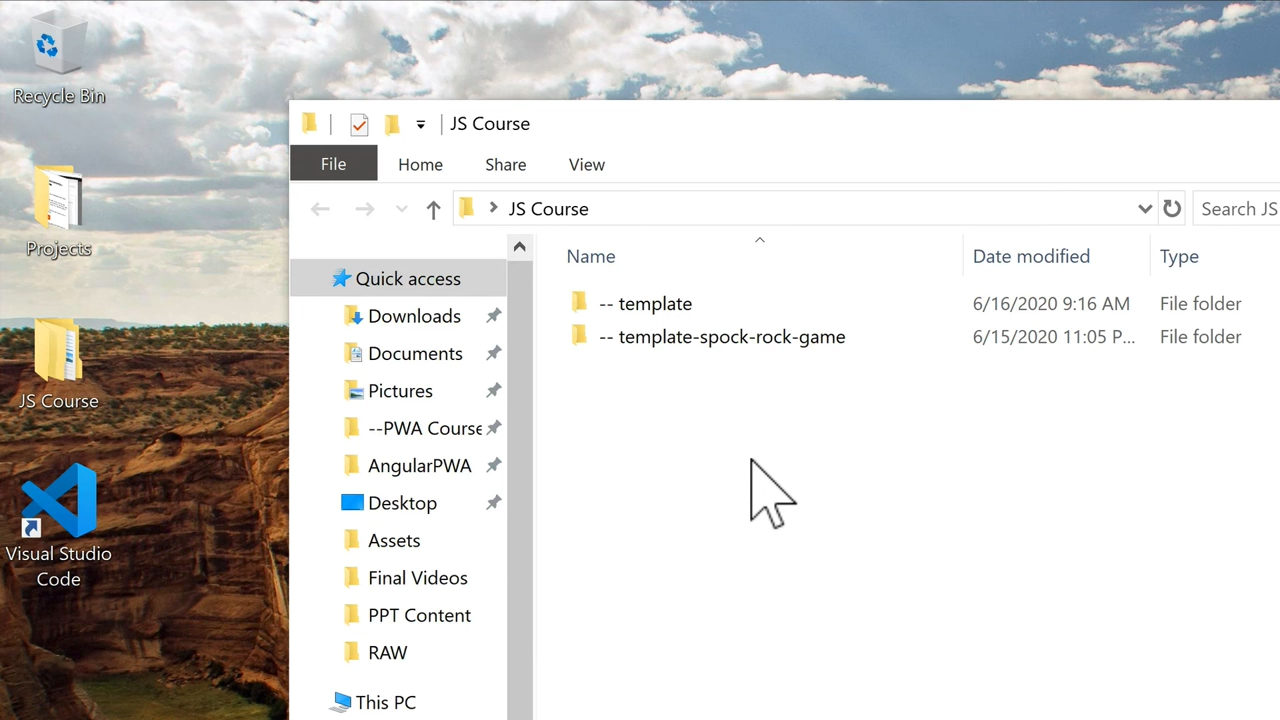 Recycle Bin
Projects
JS Course
Visual Studio
Code
JS Course
File Home Share View
JS Course
Search JS
Name Date modified Type
-- template 6/16/2020 9:16 AM File folder
-- template-spock-rock-game 6/15/2020 11:05 P... File folder
Quick access
Downloads
Documents
Pictures
--PWA Course
AngularPWA
Desktop
Assets
Final Videos
PPT Content
RAW
This PC